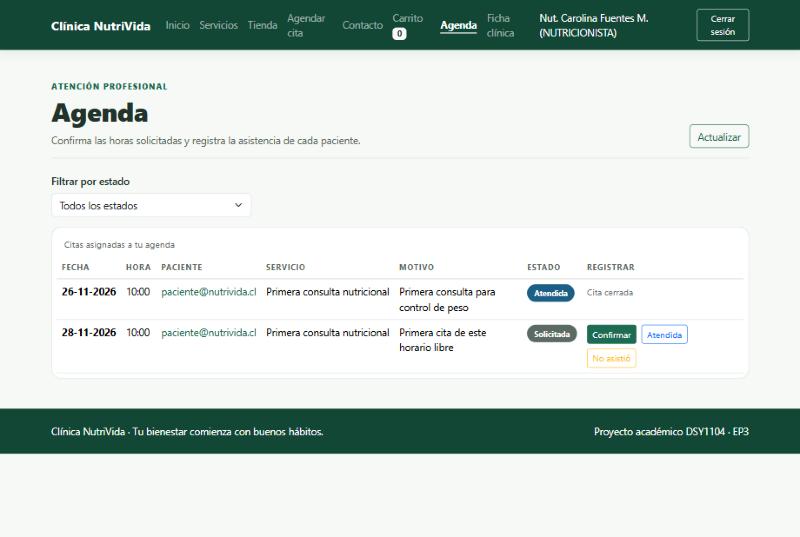 Clínica NutriVida
Inicio
Servicios
Tienda
Agendar
cita
Contacto
Carrito
0
Agenda
Ficha
clínica
Nut. Carolina Fuentes M.
(NUTRICIONISTA)
Cerrar
sesión
ATENCIÓN PROFESIONAL
Agenda
Confirma las horas solicitadas y registra la asistencia de cada paciente.
Actualizar
Filtrar por estado
Todos los estados
Citas asignadas a tu agenda
FECHA HORA PACIENTE SERVICIO MOTIVO ESTADO REGISTRAR
26-11-2026 10:00 paciente@nutrivida.cl Primera consulta nutricional Primera consulta para Atendida Cita cerrada
control de peso
28-11-2026 10:00 paciente@nutrivida.cl Primera consulta nutricional Primera cita de este Solicitada Confirmar Atendida
horario libre
No asistió
Clínica NutriVida · Tu bienestar comienza con buenos hábitos.
Proyecto académico DSY1104 · EP3